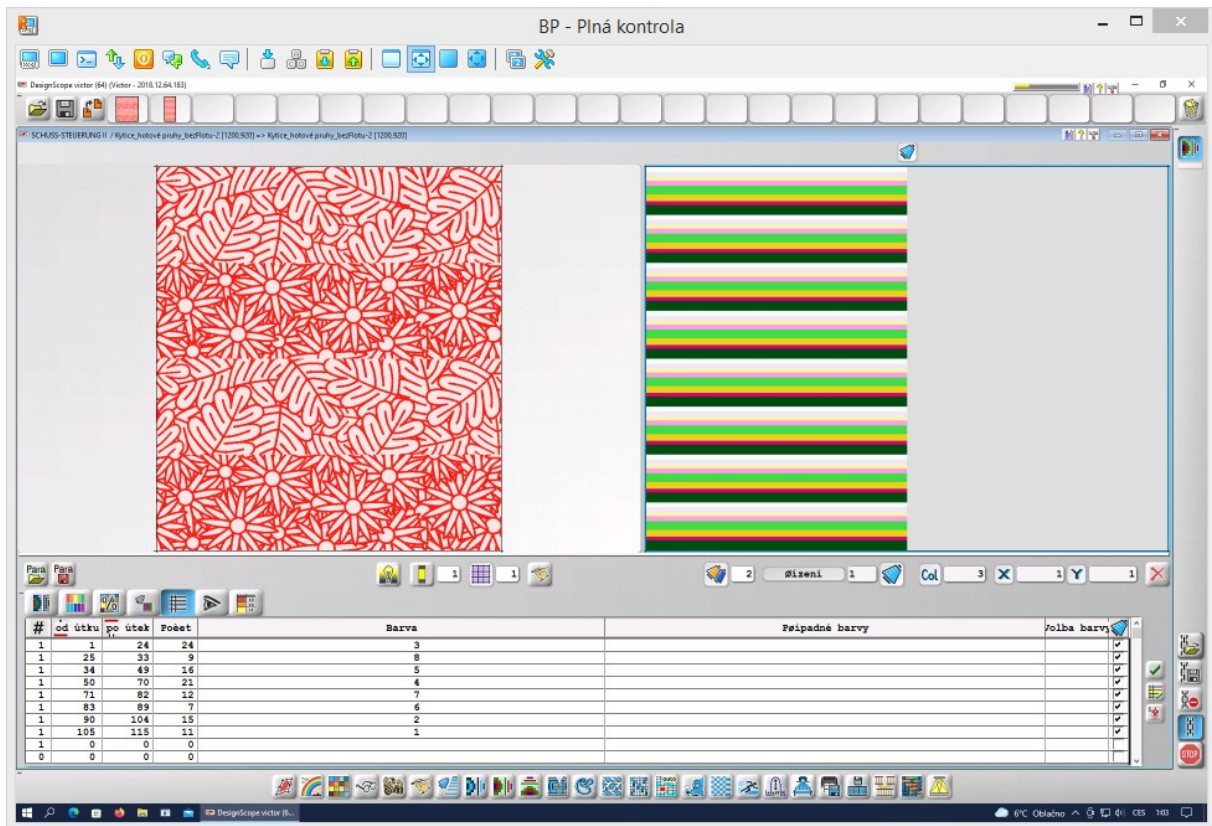 BP - Plná kontrola
DesignScope victor (64) (Victor - 2018.12.64.183)
SCHUSS-STEUERUNG II / Kytice_hotové pruhy_bezFlotu-2 [1200,920] => Kytice_hotové pruhy_bezFlotu-2 [1200,920]
Para Para
1 1 2 Øizeni 1 Col 3 X 1 Y 1
# od útku po útek Poèet Barva Pøipadné barvy Volba barvy
1 1 24 24 3
1 25 33 9 8
1 34 49 16 5
1 50 70 21 4
1 71 82 12 7
1 83 89 7 6
1 90 104 15 2
1 105 115 11 1
1 0 0 0
0 0 0 0
STOP
DesignScope victor (6...
6°C Oblačno CES 1:03